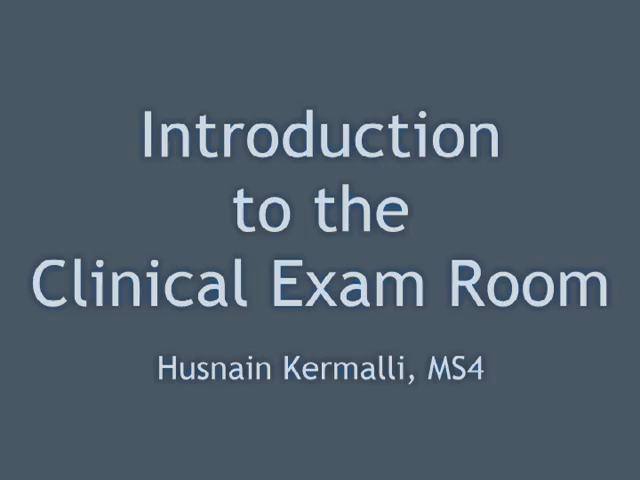 Introduction
to the
Clinical Exam Room
Husnain Kermalli, MS4